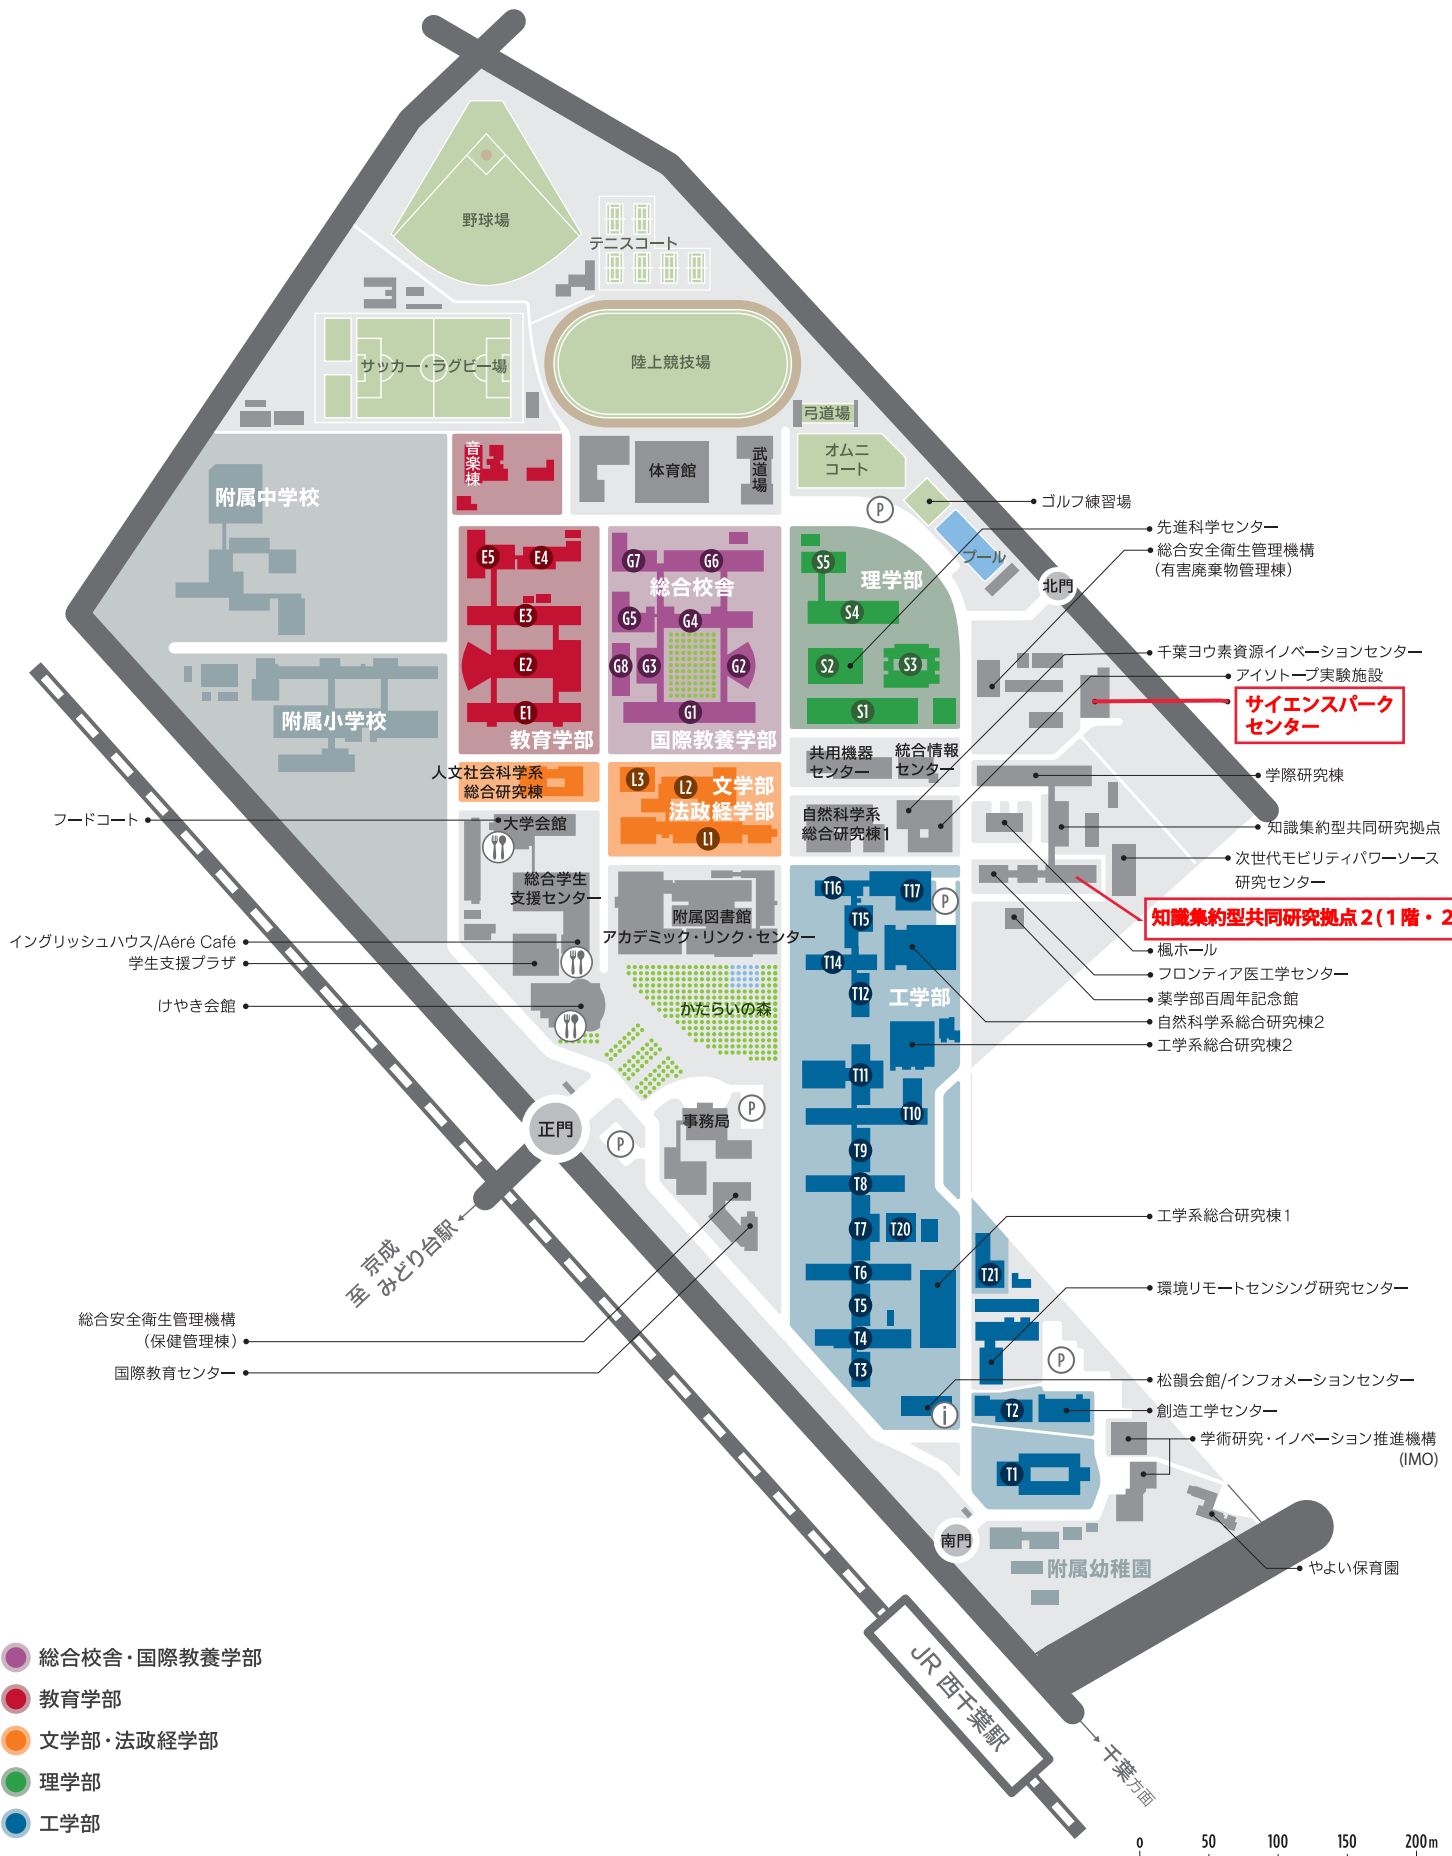 野球場
テニスコート
サッカー・ラグビー場
陸上競技場
弓道場
オムニ
コート
音楽棟
体育館
武道場
附属中学校
P
ゴルフ練習場
先進科学センター
総合安全衛生管理機構
（有害廃棄物管理棟）
プール
北門
E5
E4
G7
G6
S5
理学部
総合校舎
E3
G5
G4
S4
千葉ヨウ素資源イノベーションセンター
アイソトープ実験施設
E2
G8
G3
G2
S2
S3
サイエンスパーク
センター
E1
G1
S1
附属小学校
教育学部
国際教養学部
共用機器
センター
統合情報
センター
学際研究棟
人文社会科学系
総合研究棟
L3
L2
文学部
法政経学部
L1
自然科学系
総合研究棟1
フードコート
大学会館
知識集約型共同研究拠点
次世代モビリティパワーソース
研究センター
総合学生
支援センター
附属図書館
アカデミック・リンク・センター
T16
T17
P
T15
知識集約型共同研究拠点２(１階・２
イングリッシュハウス/Aéré Café
学生支援プラザ
けやき会館
T14
T12
工学部
楓ホール
フロンティア医工学センター
薬学部百周年記念館
自然科学系総合研究棟2
工学系総合研究棟2
かたらいの森
T11
T10
正門
P
事務局
P
T9
T8
T7
T20
工学系総合研究棟1
至 京成
みどり台駅
T6
T21
T5
環境リモートセンシング研究センター
総合安全衛生管理機構
（保健管理棟）
国際教育センター
T4
T3
P
松韻会館/インフォメーションセンター
i
T2
創造工学センター
学術研究・イノベーション推進機構
(IMO)
T1
南門
附属幼稚園
やよい保育園
JR 西千葉駅
千葉方面
総合校舎・国際教養学部
教育学部
文学部・法政経学部
理学部
工学部
0 50 100 150 200m